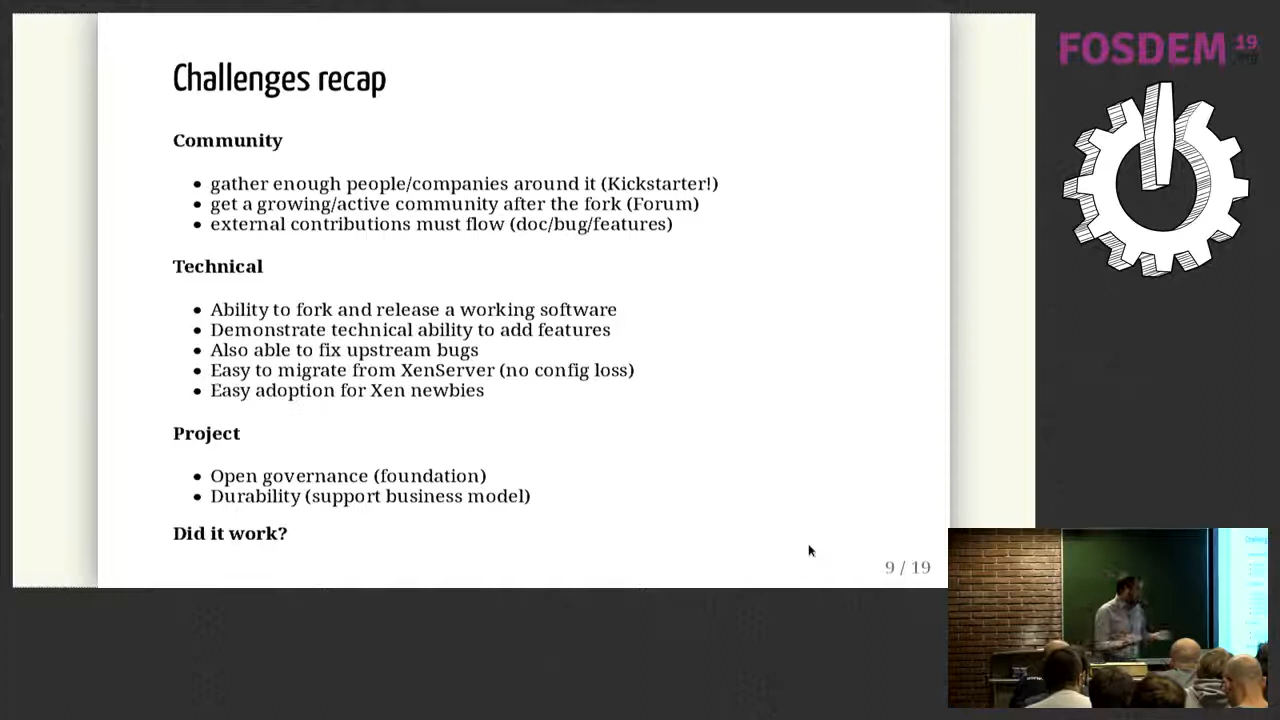 Challenges recap
Community
• gather enough people/companies around it (Kickstarter!)
• get a growing/active community after the fork (Forum)
• external contributions must flow (doc/bug/features)
Technical
• Ability to fork and release a working software
• Demonstrate technical ability to add features
• Also able to fix upstream bugs
• Easy to migrate from XenServer (no config loss)
• Easy adoption for Xen newbies
Project
• Open governance (foundation)
• Durability (support business model)
Did it work?
9 / 19
FOSDEM 19
.org